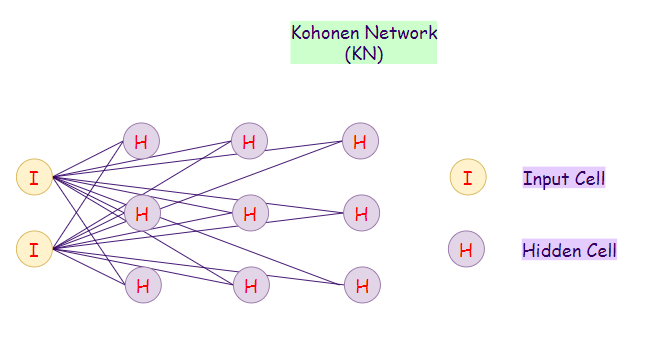 Kohonen Network
(KN)
H H H
I
I Input Cell
H H H
I
H Hidden Cell
H H H